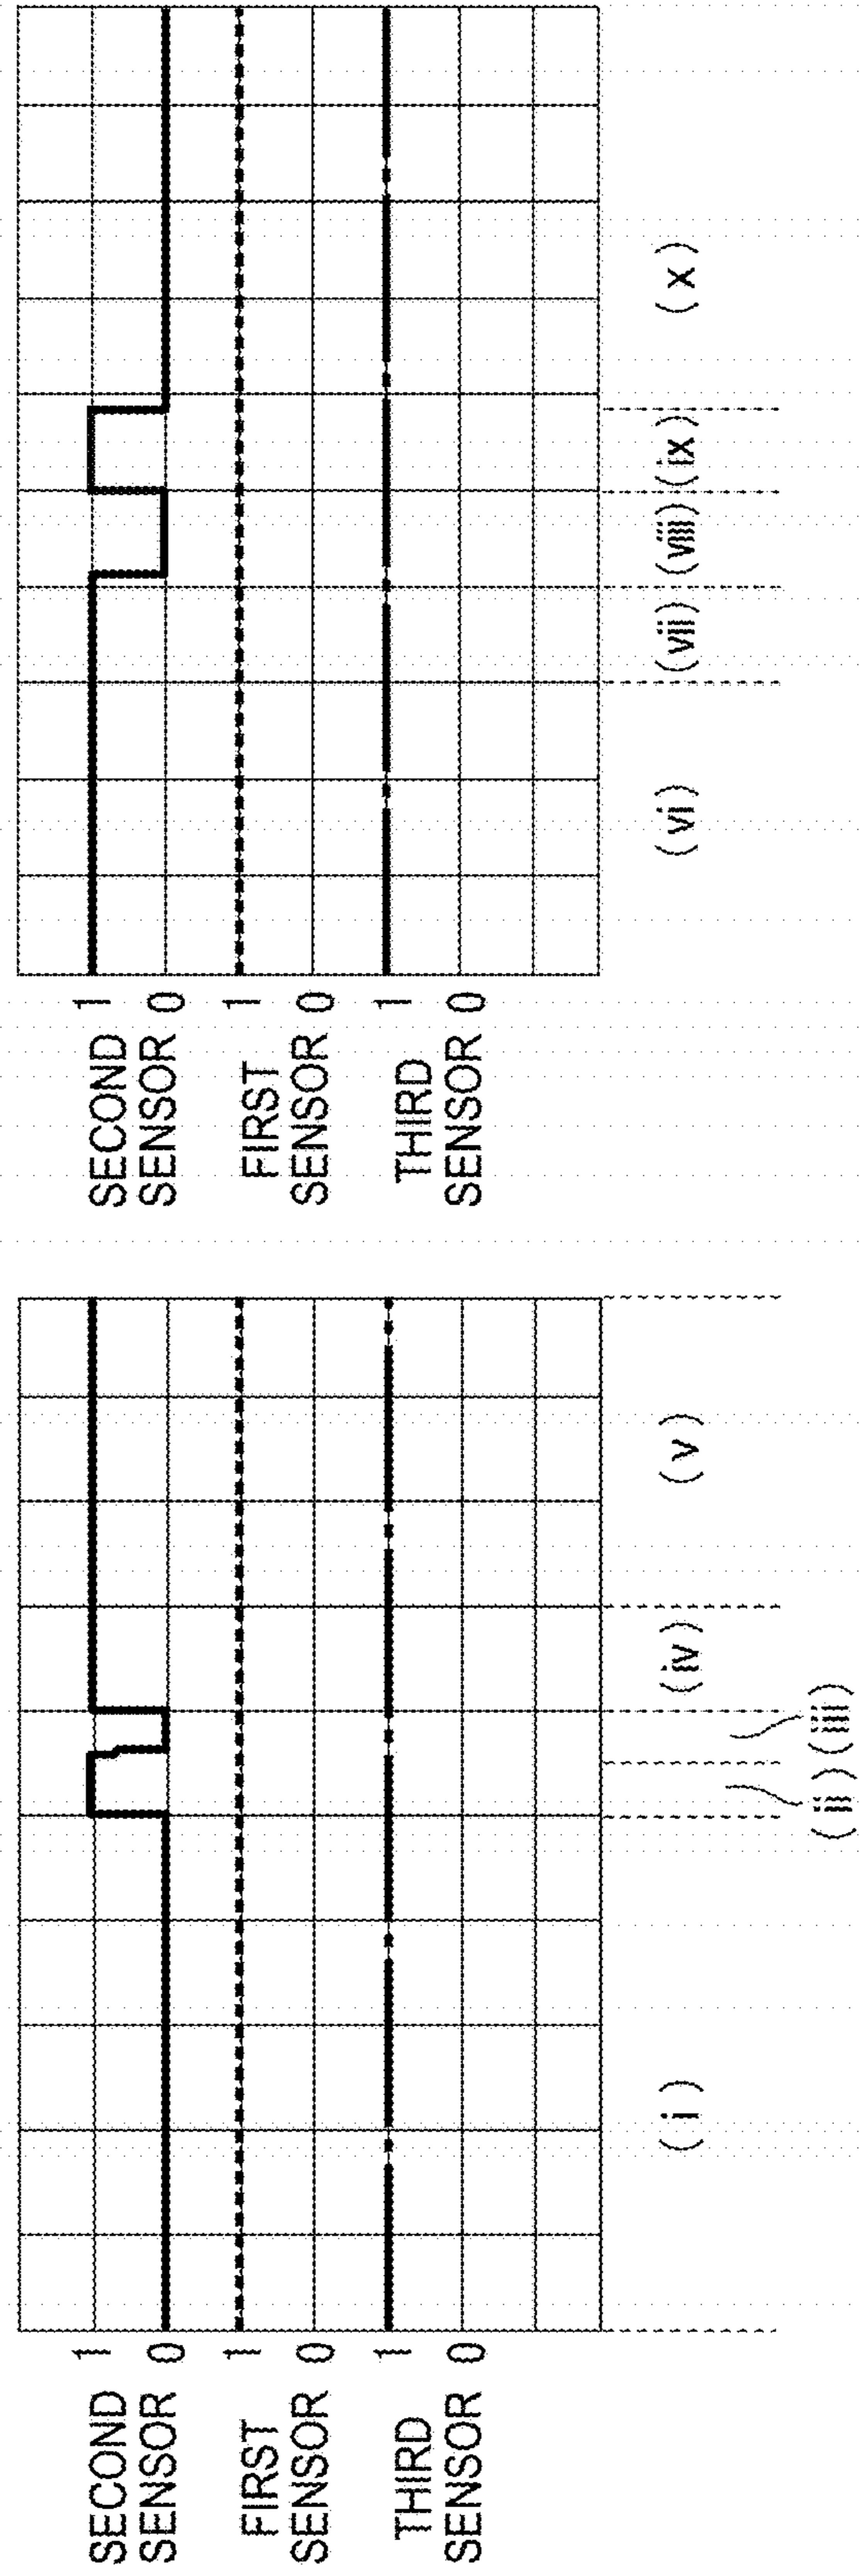 SECOND
SENSOR
1
0
FIRST
SENSOR
1
0
THIRD
SENSOR
1
0
(i)
(ii)
(iii)
(iv)
(v)
SECOND
SENSOR
1
0
FIRST
SENSOR
1
0
THIRD
SENSOR
1
0
(vi)
(vii)
(viii)
(ix)
(x)